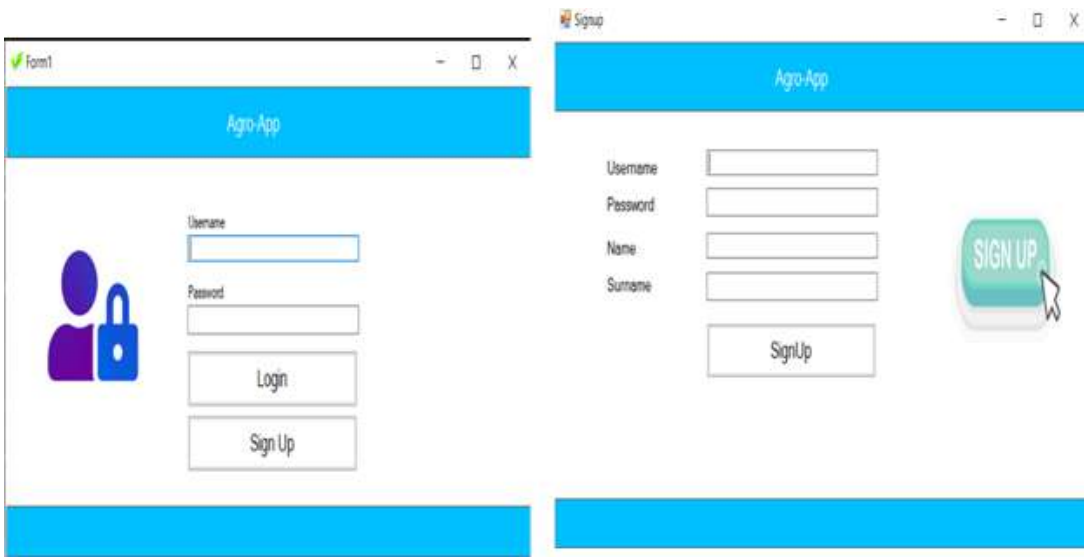 Form1
Agro-App
Username
Password
Login
Sign Up
Signup
Agro-App
Username
Password
Name
Surname
SignUp
SIGN UP